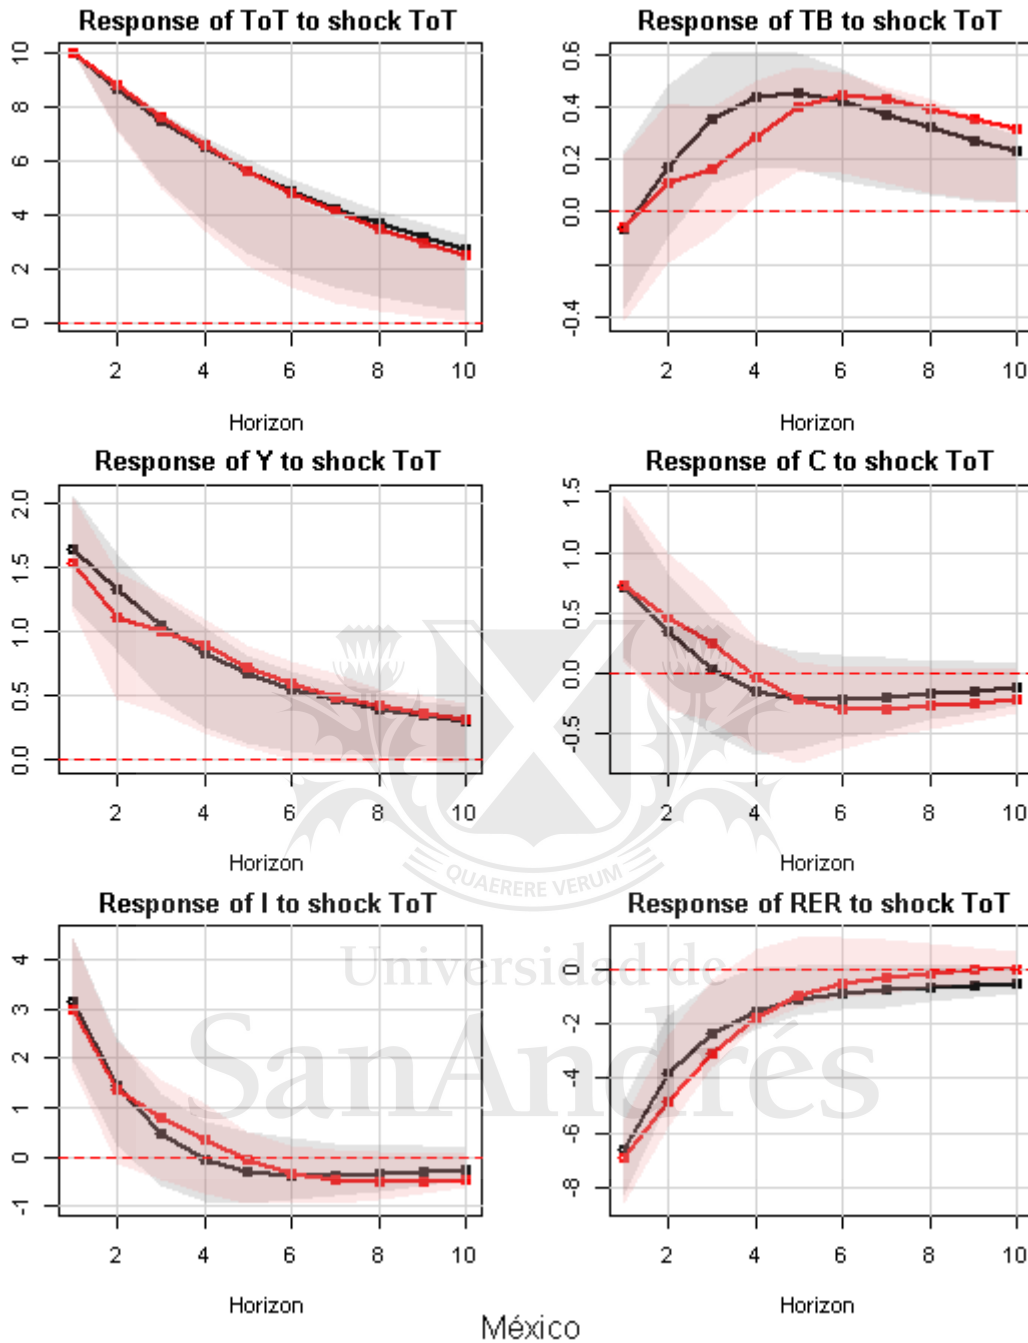 Response of ToT to shock ToT
Response of TB to shock ToT
10
8
6
4
2
0
0.6
0.4
0.2
0.0
-0.4
2 4 6 8 10
2 4 6 8 10
Horizon
Horizon
Response of Y to shock ToT
Response of C to shock ToT
2.0
1.5
1.0
0.5
0.0
1.5
1.0
0.5
0.0
-0.5
2 4 6 8 10
2 4 6 8 10
Horizon
Horizon
QUAERERE VERUM
Response of I to shock ToT
Response of RER to shock ToT
4
3
2
1
0
-1
0
-2
-4
-6
-8
Universidad de
SanAndrés
2 4 6 8 10
2 4 6 8 10
Horizon
Horizon
México